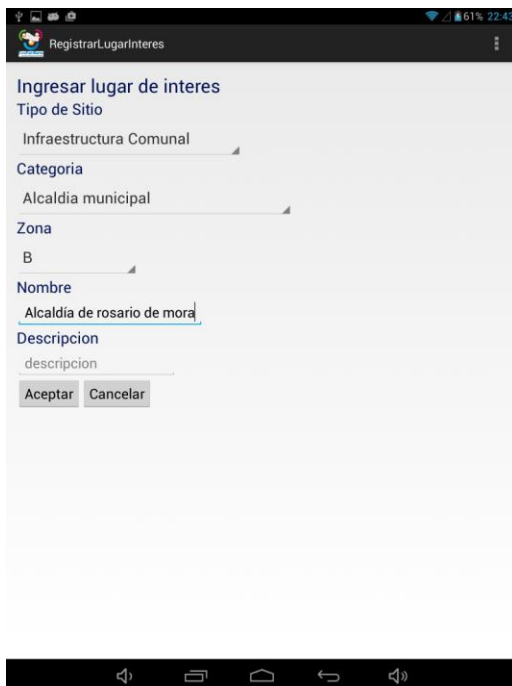 61% 22:43
RegistrarLugarInteres
Ingresar lugar de interes
Tipo de Sitio
Infraestructura Comunal
Categoria
Alcaldia municipal
Zona
B
Nombre
Alcaldía de rosario de mora
Descripcion
descripcion
Aceptar Cancelar